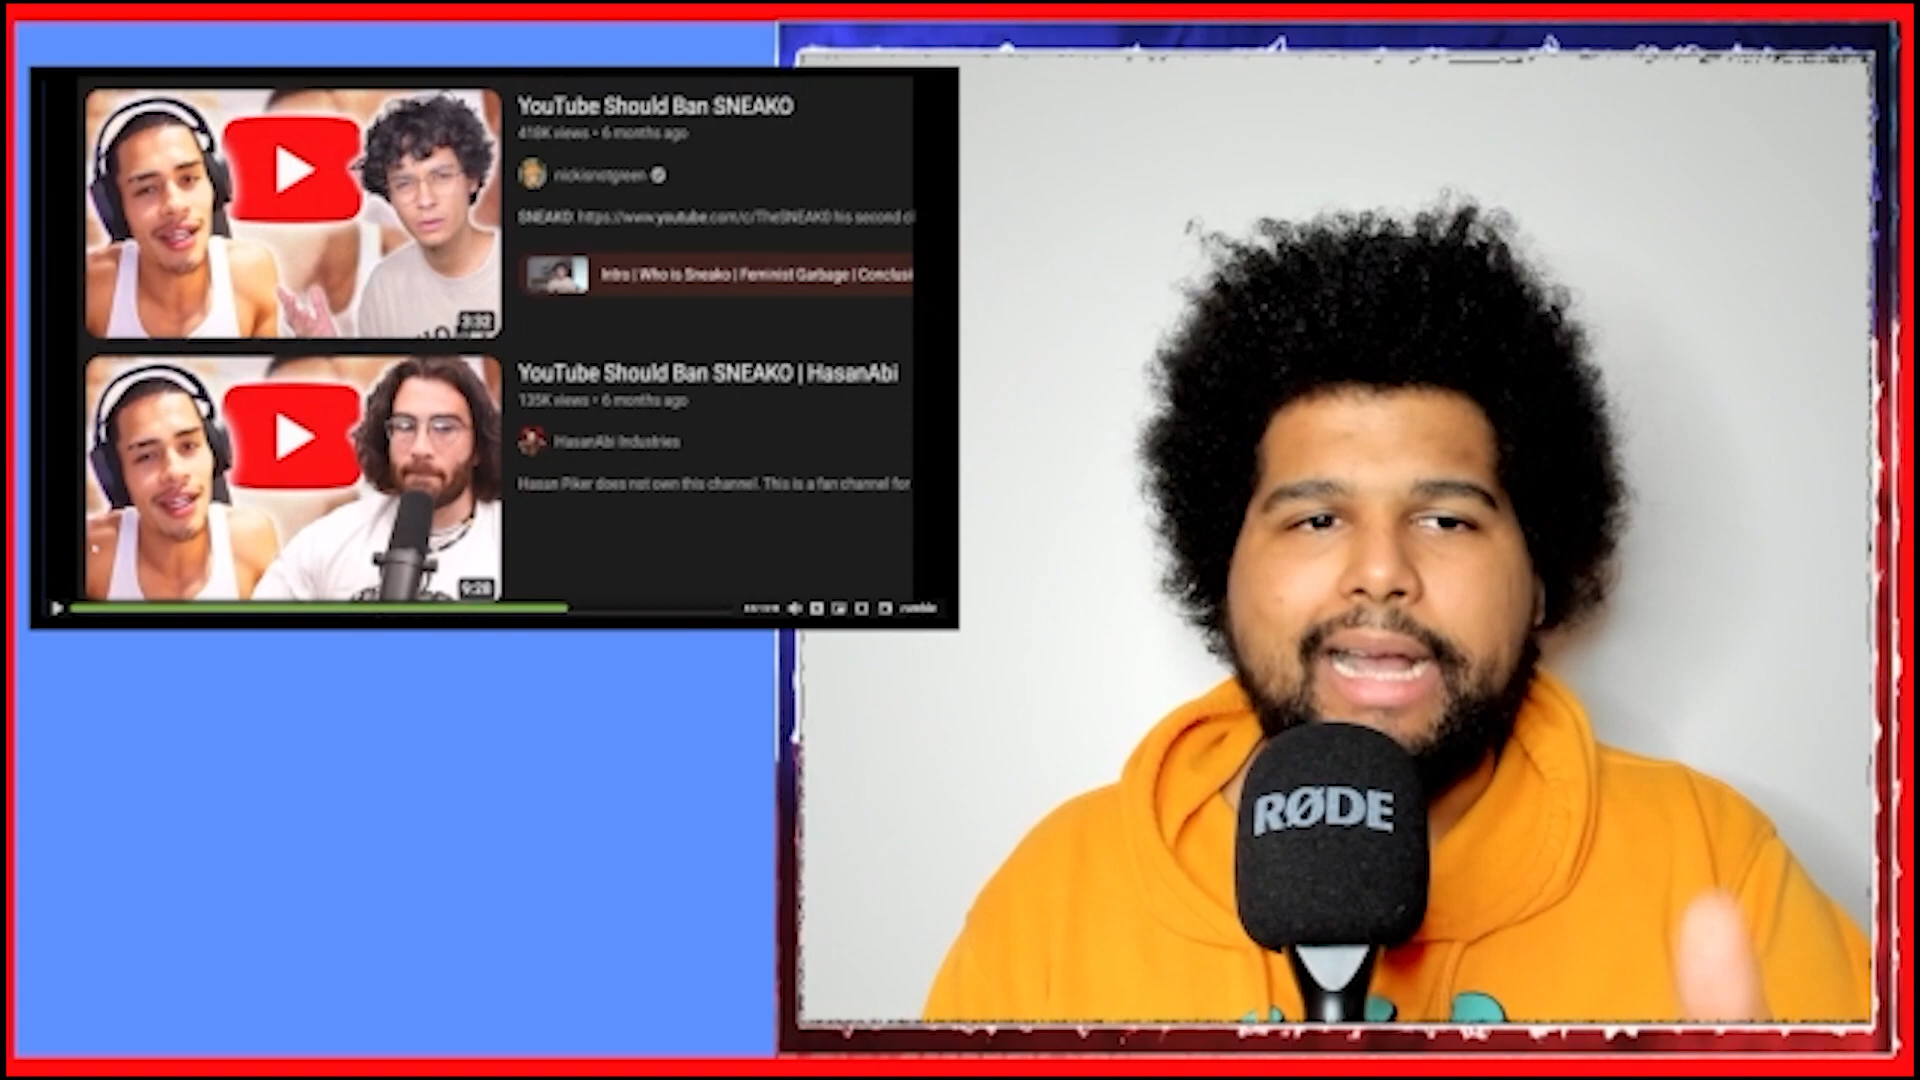 YouTube Should Ban SNEAKO
418K views • 6 months ago
nickisnotgreen
SNEAKO: https://www.youtube.com/c/TheSNEAKO his second
Intro | Who is Sneako | Feminist Garbage |
3:32
YouTube Should Ban SNEAKO | HasanAbi
135K views • 6 months ago
HasanAbi Industries
Hasan Piker does not own this channel. This is a fan channel for
9:28
rumble
RØDE